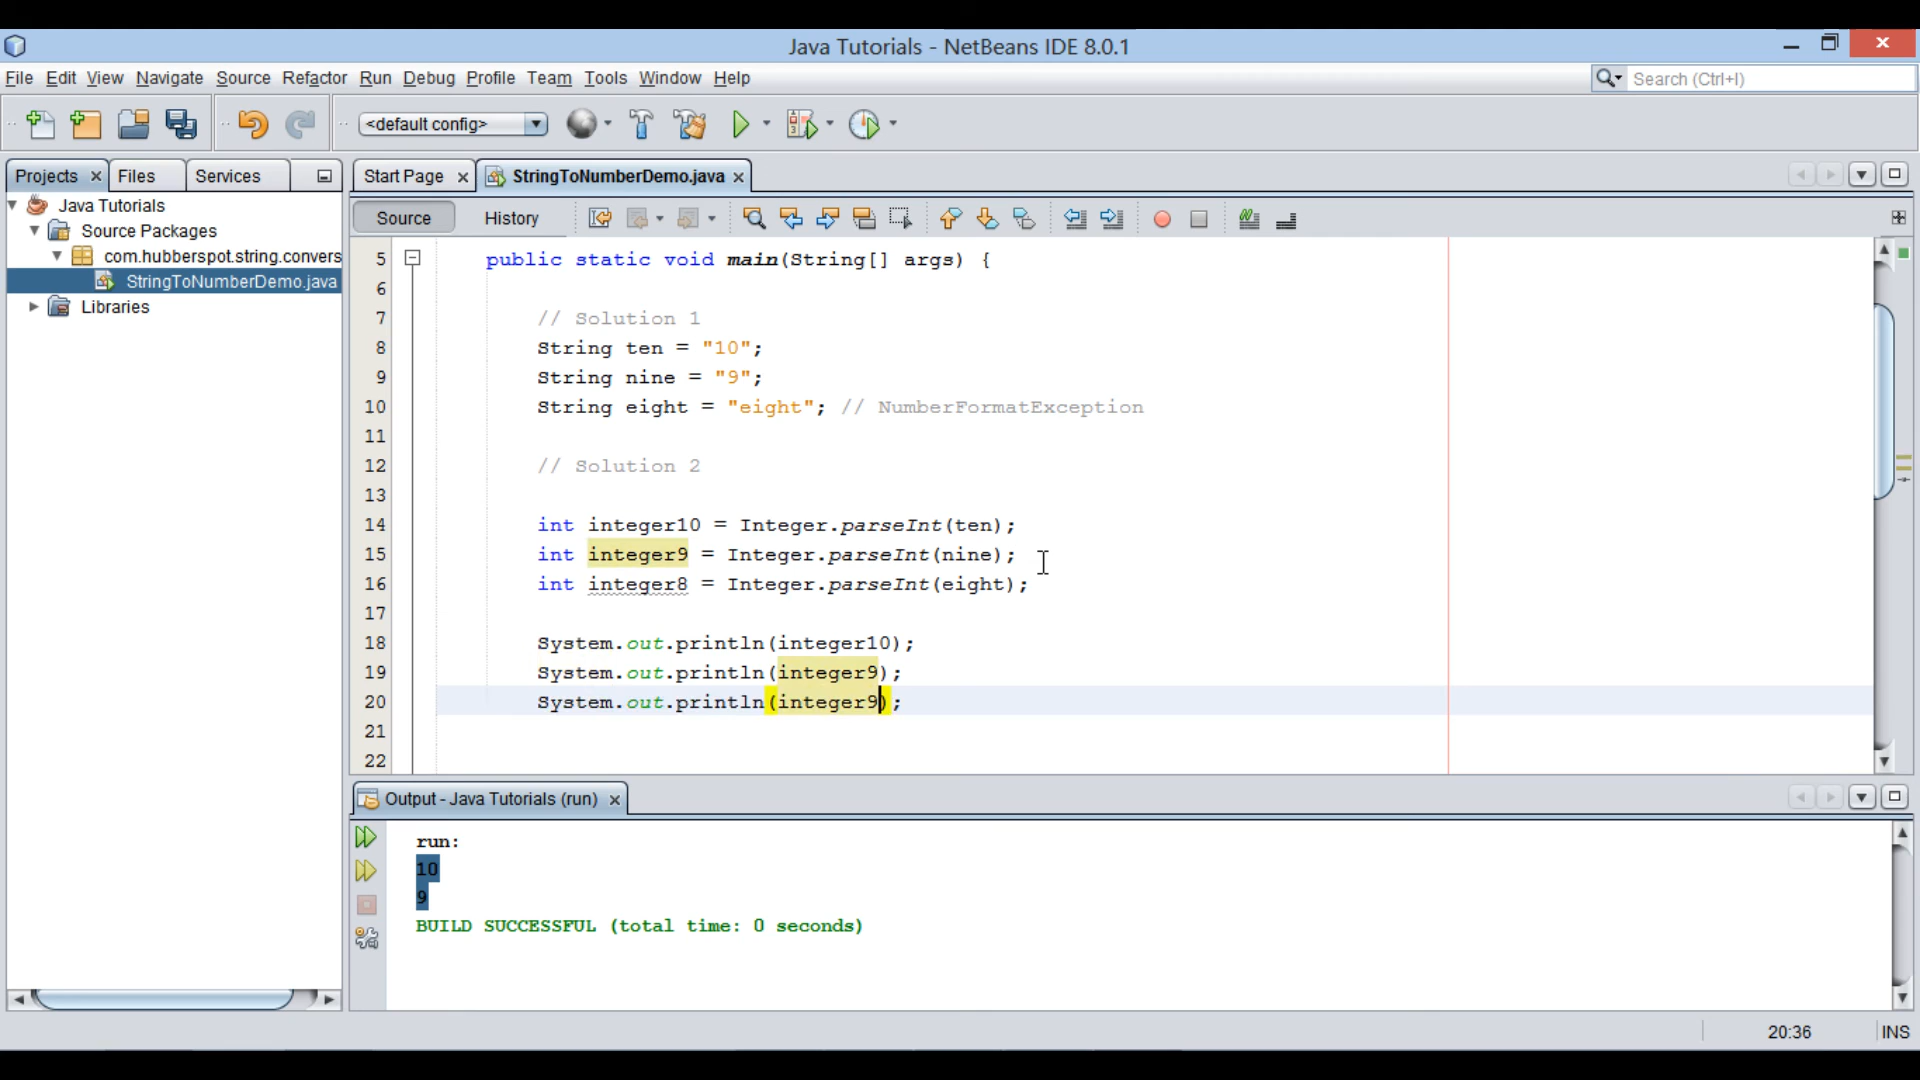 Java Tutorials - NetBeans IDE 8.0.1
File Edit View Navigate Source Refactor Run Debug Profile Team Tools Window Help
Search (Ctrl+I)
<default config>
Projects Files Services
Start Page StringToNumberDemo.java
Java Tutorials
Source Packages
com.hubberspot.string.convers
StringToNumberDemo.java
Libraries
Source History
5 public static void main(String[] args) {
6
7 // Solution 1
8 String ten = "10";
9 String nine = "9";
10 String eight = "eight"; // NumberFormatException
11
12 // Solution 2
13
14 int integer10 = Integer.parseInt(ten);
15 int integer9 = Integer.parseInt(nine);
16 int integer8 = Integer.parseInt(eight);
17
18 System.out.println(integer10);
19 System.out.println(integer9);
20 System.out.println(integer9);
21
22
Output - Java Tutorials (run)
run:
10
9
BUILD SUCCESSFUL (total time: 0 seconds)
20:36 INS